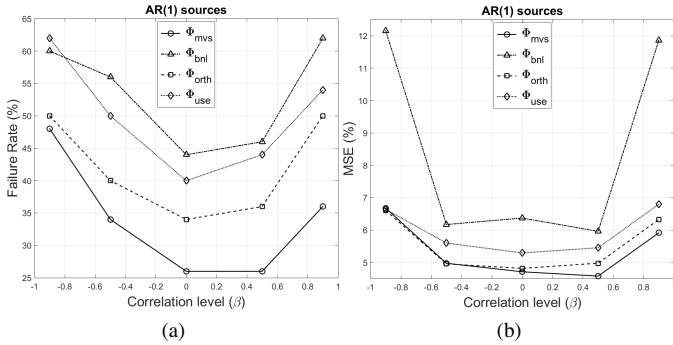 AR(1) sources
Φmvs
Φbnl
Φorth
Φuse
65
60
55
50
45
40
35
30
25
Failure Rate (%)
-1 -0.8 -0.6 -0.4 -0.2 0 0.2 0.4 0.6 0.8 1
Correlation level (β)
(a)
AR(1) sources
Φmvs
Φbnl
Φorth
Φuse
12
11
10
9
8
7
6
5
MSE (%)
-1 -0.8 -0.6 -0.4 -0.2 0 0.2 0.4 0.6 0.8 1
Correlation level (β)
(b)